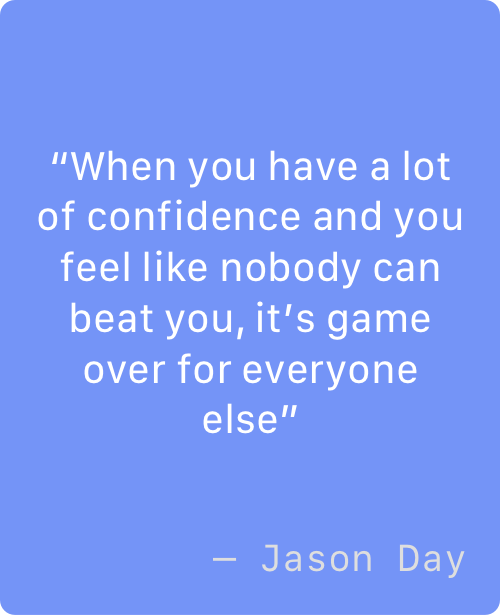 “When you have a lot
of confidence and you
feel like nobody can
beat you, it’s game
over for everyone
else”
— Jason Day